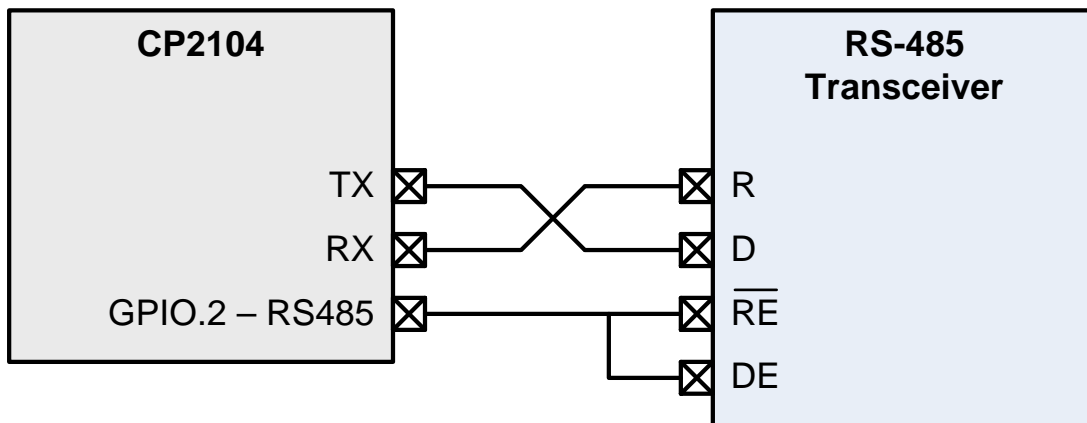 CP2104
TX
RX
GPIO.2 – RS485
RS-485
Transceiver
R
D
RE
DE